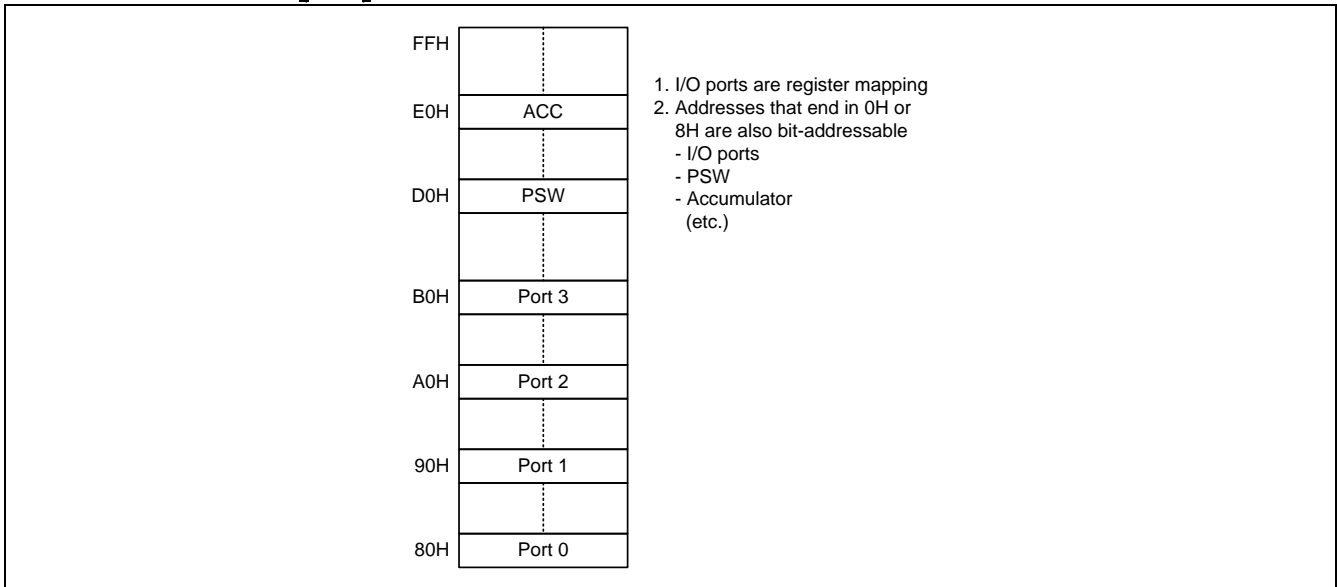 FFH
1. I/O ports are register mapping
2. Addresses that end in 0H or
8H are also bit-addressable
- I/O ports
- PSW
- Accumulator
(etc.)
E0H ACC
D0H PSW
B0H Port 3
A0H Port 2
90H Port 1
80H Port 0